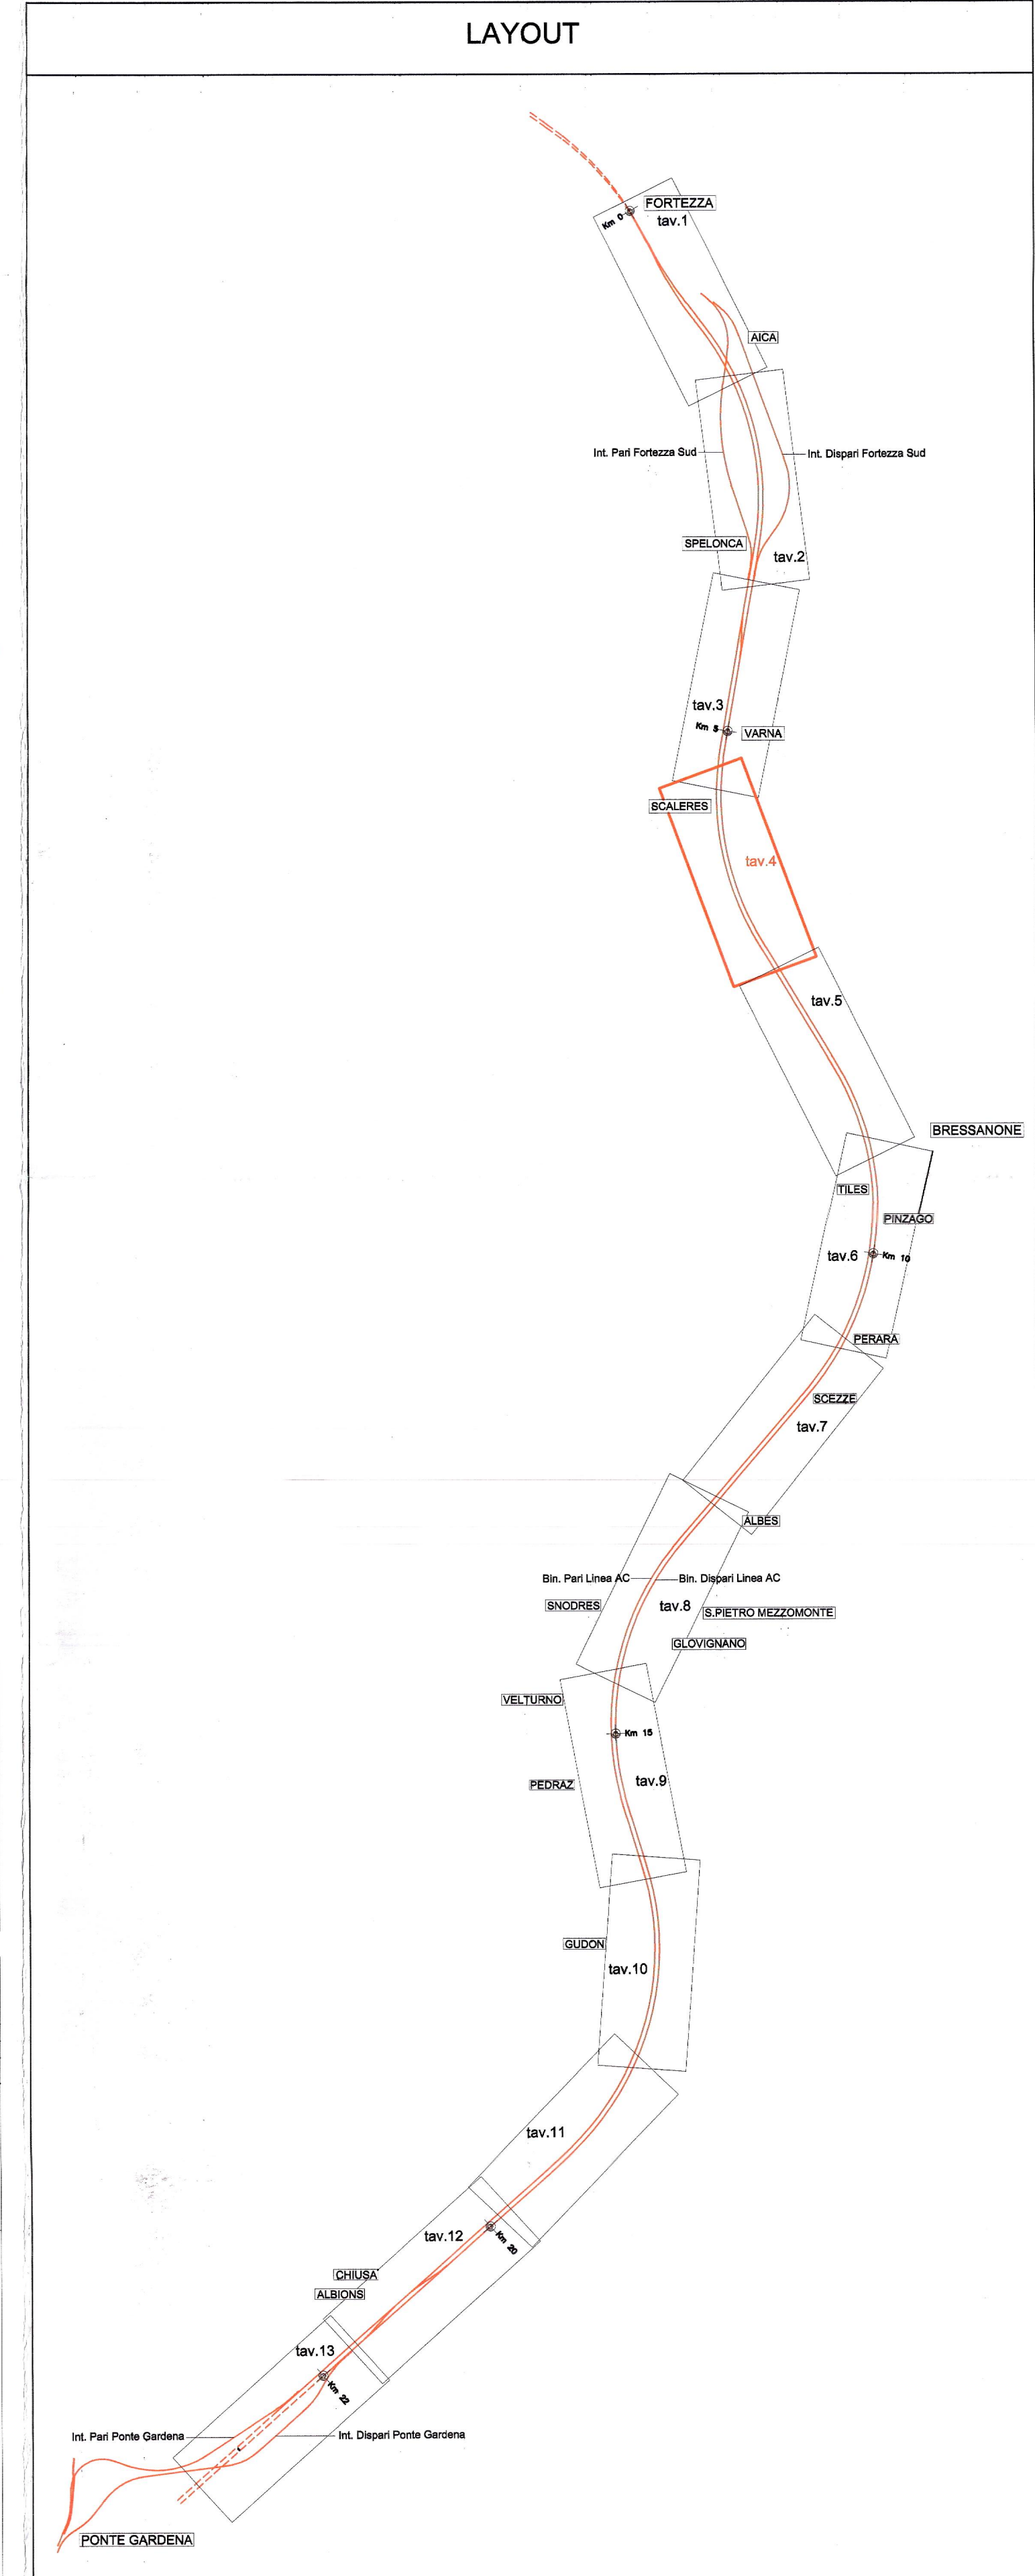 LAYOUT
FORTEZZA
Km 0
tav.1
AICA
Int. Pari Fortezza Sud
Int. Dispari Fortezza Sud
SPELONCA
tav.2
tav.3
Km 5
VARNA
SCALERES
tav.4
tav.5
BRESSANONE
TILES
PINZAGO
tav.6
Km 10
PERARA
SCEZZE
tav.7
ALBES
Bin. Pari Linea AC
Bin. Dispari Linea AC
SNODRES
tav.8
S.PIETRO MEZZOMONTE
GLOVIGNANO
VELTURNO
Km 15
PEDRAZ
tav.9
GUDON
tav.10
tav.11
tav.12
Km 20
CHIUSA
ALBIONS
tav.13
Km 22
Int. Pari Ponte Gardena
Int. Dispari Ponte Gardena
PONTE GARDENA